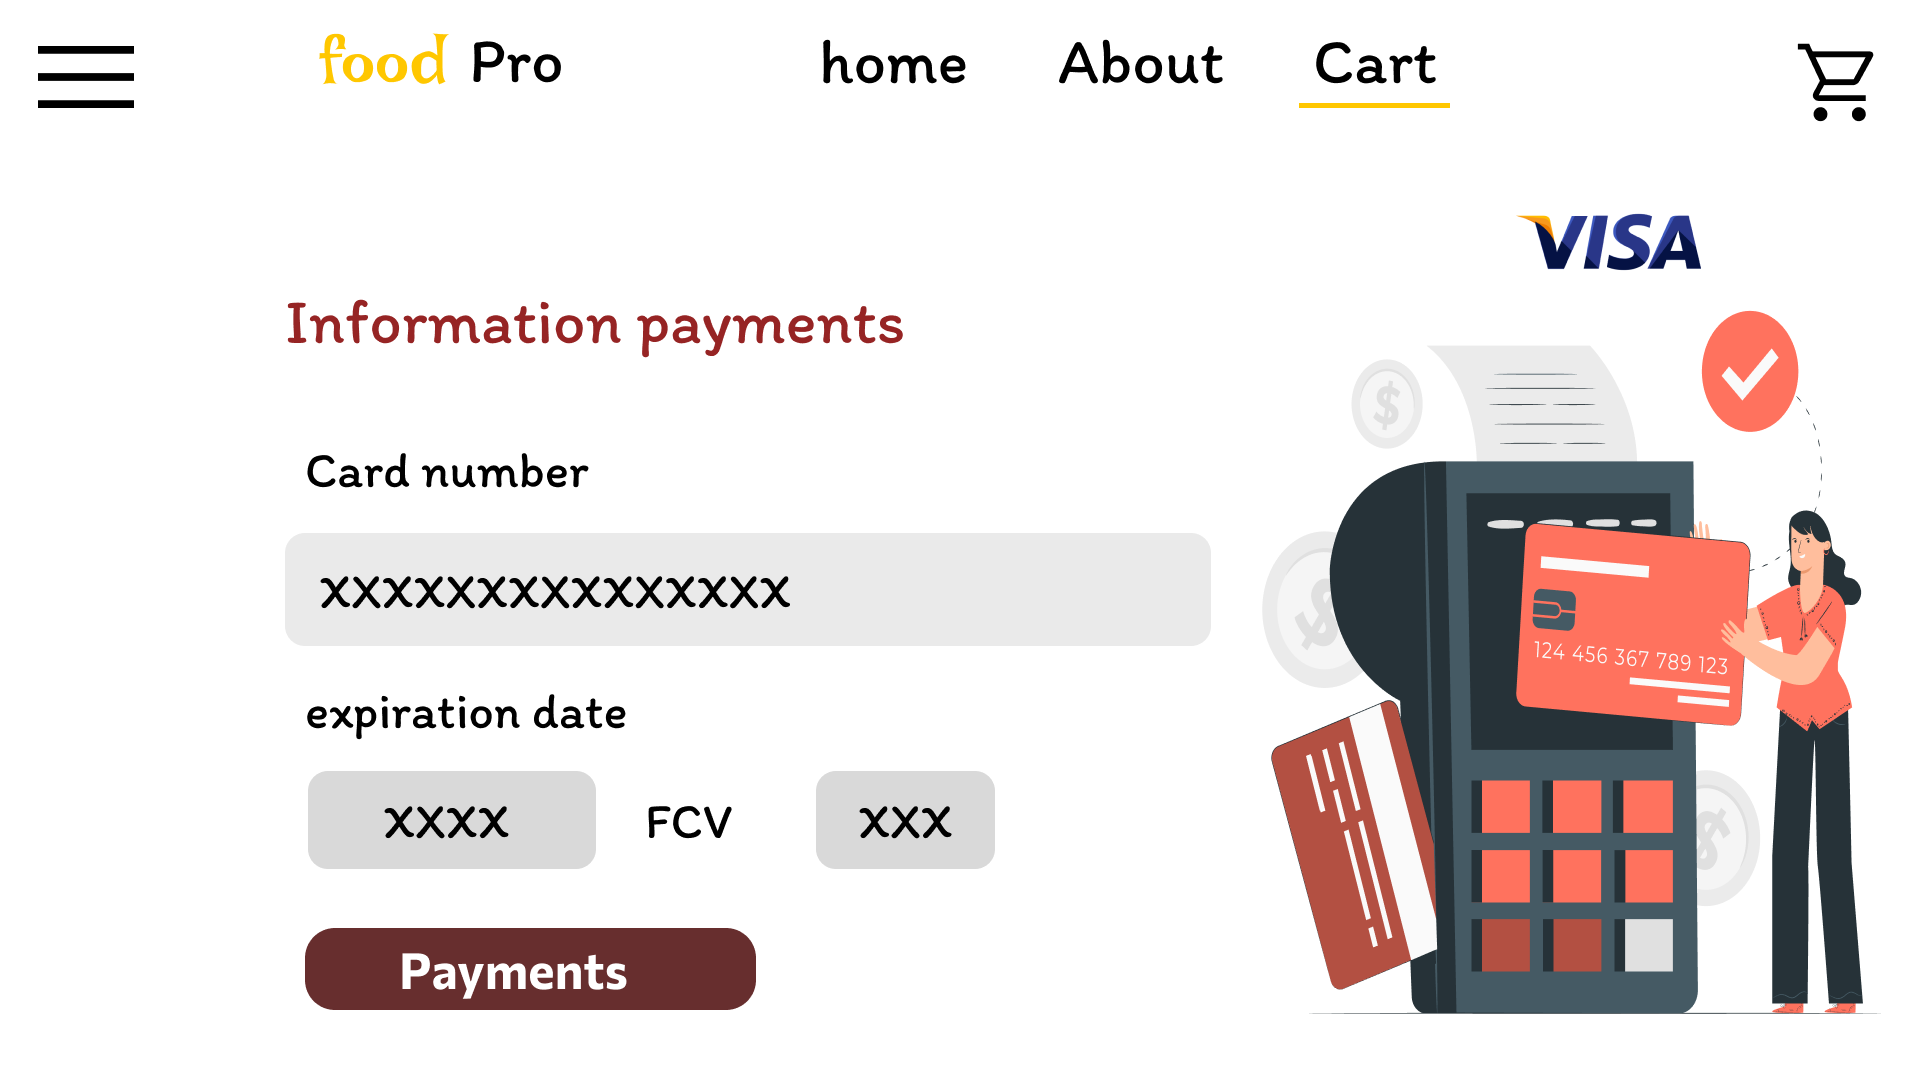 food Pro home About Cart
VISA
Information payments
Card number
xxxxxxxxxxxxxxx
expiration date
xxxx FCV xxx
124 456 367 789 123
Payments